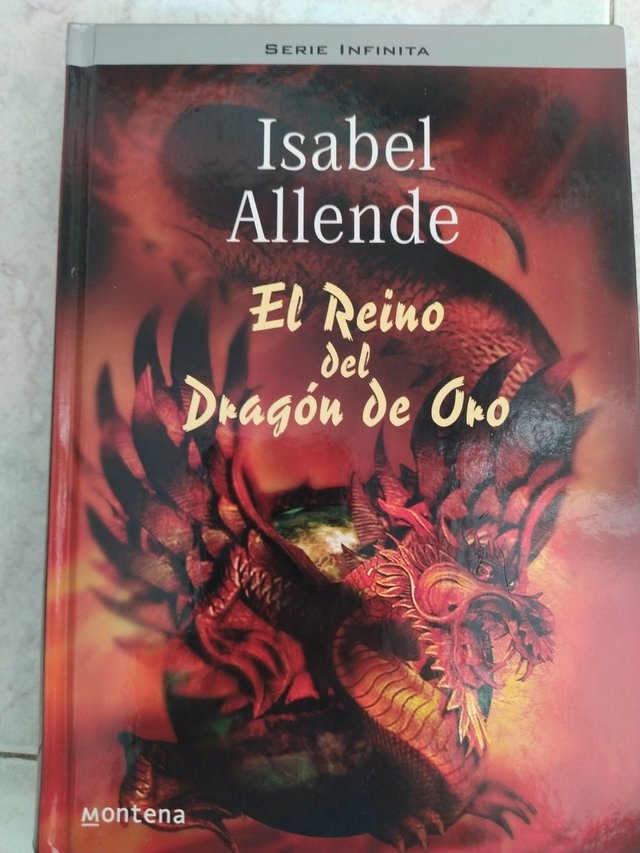 SERIE INFINITA
Isabel
Allende
El Reino
del
Dragón de Oro
Montena